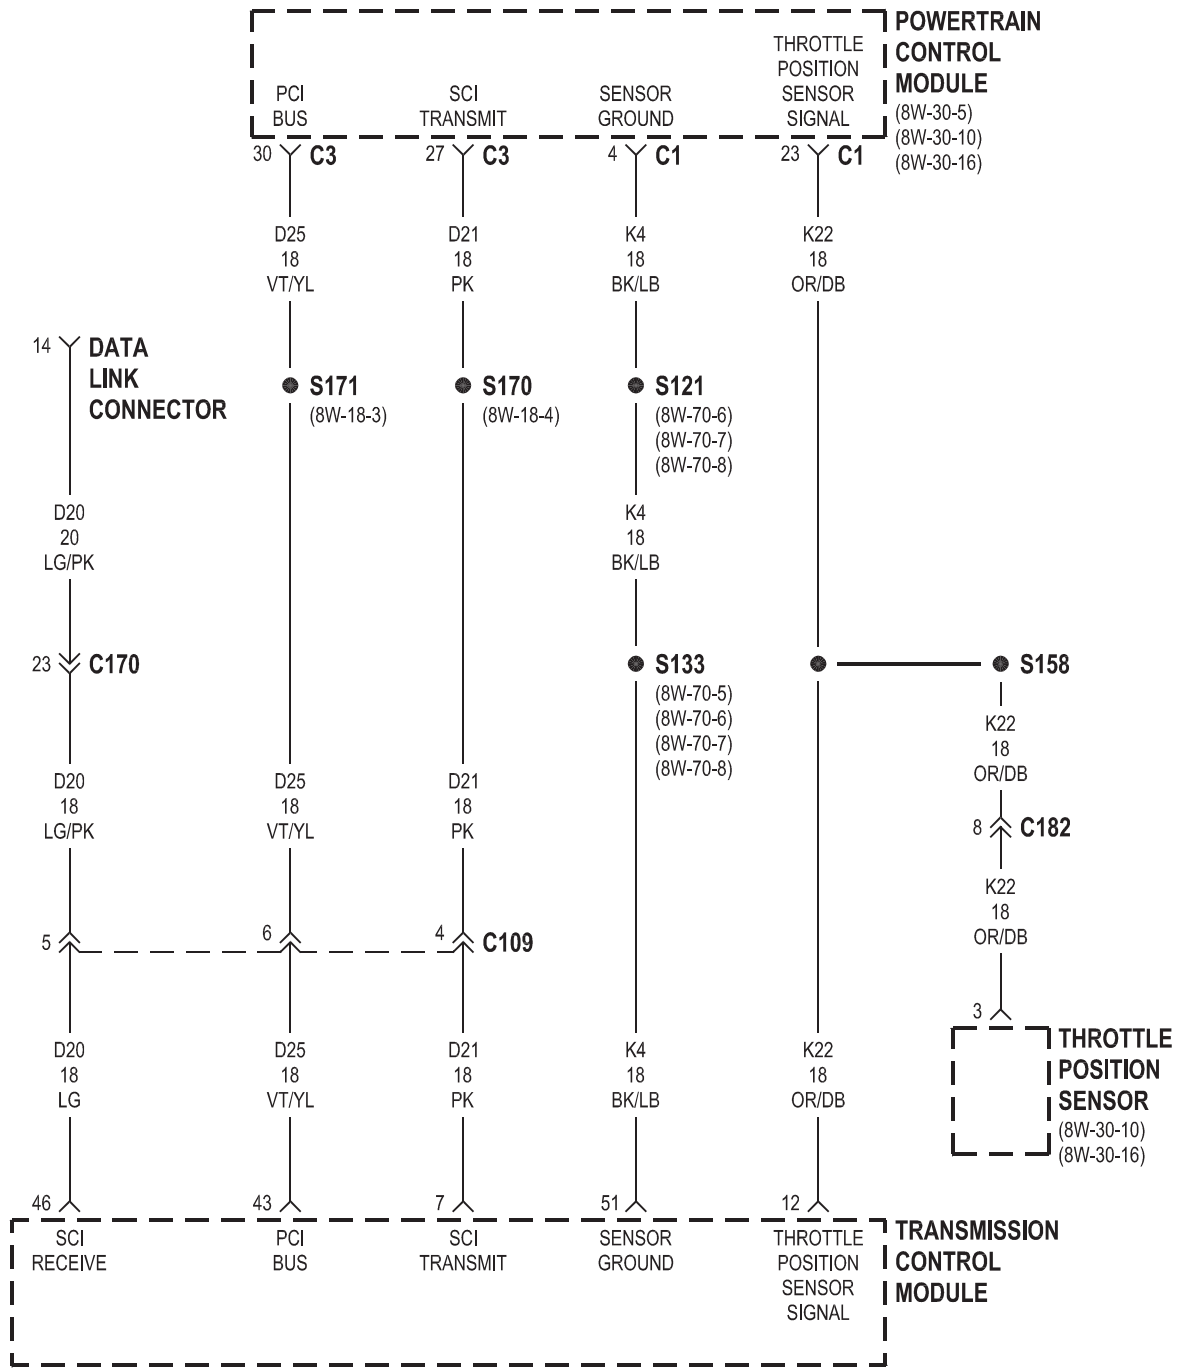 POWERTRAIN
CONTROL
MODULE
(8W-30-5)
(8W-30-10)
(8W-30-16)
PCI
BUS
SCI
TRANSMIT
SENSOR
GROUND
THROTTLE
POSITION
SENSOR
SIGNAL
30 C3
27 C3
4 C1
23 C1
D25
18
VT/YL
D21
18
PK
K4
18
BK/LB
K22
18
OR/DB
14 DATA
LINK
CONNECTOR
S171
(8W-18-3)
S170
(8W-18-4)
S121
(8W-70-6)
(8W-70-7)
(8W-70-8)
D20
20
LG/PK
K4
18
BK/LB
23 C170
S133
(8W-70-5)
(8W-70-6)
(8W-70-7)
(8W-70-8)
S158
K22
18
OR/DB
D20
18
LG/PK
D25
18
VT/YL
D21
18
PK
8 C182
K22
18
OR/DB
5
6
4 C109
3
THROTTLE
POSITION
SENSOR
(8W-30-10)
(8W-30-16)
D20
18
LG
D25
18
VT/YL
D21
18
PK
K4
18
BK/LB
K22
18
OR/DB
46
43
7
51
12
SCI
RECEIVE
PCI
BUS
SCI
TRANSMIT
SENSOR
GROUND
THROTTLE
POSITION
SENSOR
SIGNAL
TRANSMISSION
CONTROL
MODULE